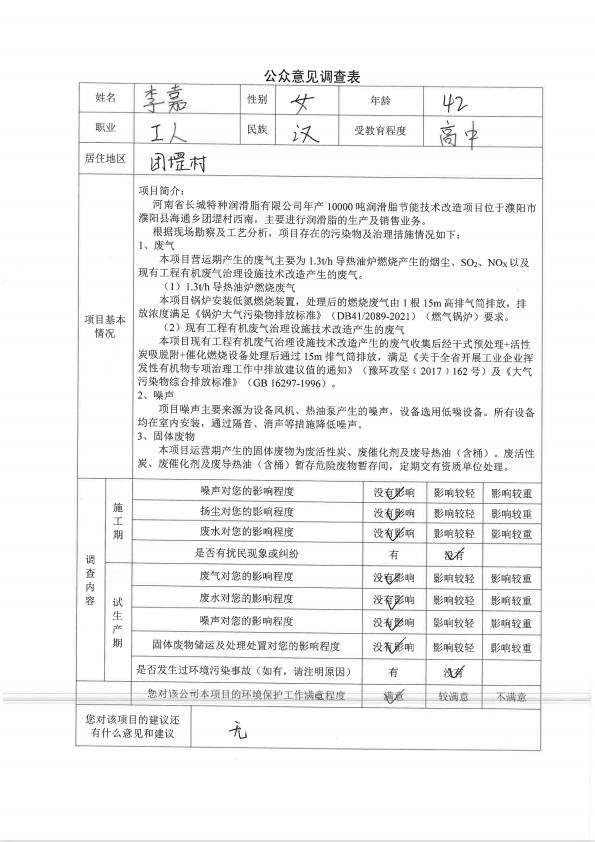 公众意见调查表
姓名 李嘉 性别 女 年龄 42
职业 工人 民族 汉 受教育程度 高中
居住地区 团堽村
项目基本情况
项目简介：
河南省长城特种润滑脂有限公司年产 10000 吨润滑脂节能技术改造项目位于濮阳市
濮阳县海通乡团堽村西南，主要进行润滑脂的生产及销售业务。
根据现场勘察及工艺分析，项目存在的污染物及治理措施情况如下：
1、废气
本项目营运期产生的废气主要为 1.3t/h 导热油炉燃烧产生的烟尘、SO₂、NOX 以及
现有工程有机废气治理设施技术改造产生的废气。
（1）1.3t/h 导热油炉燃烧废气
本项目锅炉安装低氮燃烧装置，处理后的燃烧废气由 1 根 15m 高排气筒排放，排
放浓度满足《锅炉大气污染物排放标准》（DB41/2089-2021）（燃气锅炉）要求。
（2）现有工程有机废气治理设施技术改造产生的废气
本项目现有工程有机废气治理设施技术改造产生的废气收集后经干式预处理+活性
炭吸脱附+催化燃烧设备处理后通过 15m 排气筒排放，满足《关于全省开展工业企业挥
发性有机物专项治理工作中排放建议值的通知》（豫环攻坚﹝2017﹞162 号）及《大气
污染物综合排放标准》（GB 16297-1996）。
2、噪声
项目噪声主要来源为设备风机、热油泵产生的噪声，设备选用低噪设备。所有设备
均在室内安装，通过隔音、消声等措施降低噪声。
3、固体废物
本项目运营期产生的固体废物为废活性炭、废催化剂及废导热油（含桶）。废活性
炭、废催化剂及废导热油（含桶）暂存危险废物暂存间，定期交有资质单位处理。
调查内容
施工期
噪声对您的影响程度 没有影响 影响较轻 影响较重
扬尘对您的影响程度 没有影响 影响较轻 影响较重
废水对您的影响程度 没有影响 影响较轻 影响较重
是否有扰民现象或纠纷 有 没有
试生产期
废气对您的影响程度 没有影响 影响较轻 影响较重
废水对您的影响程度 没有影响 影响较轻 影响较重
噪声对您的影响程度 没有影响 影响较轻 影响较重
固体废物储运及处理处置对您的影响程度 没有影响 影响较轻 影响较重
是否发生过环境污染事故（如有，请注明原因） 有 没有
您对该公司本项目的环境保护工作满意程度 满意 较满意 不满意
您对该项目的建议还
有什么意见和建议 无